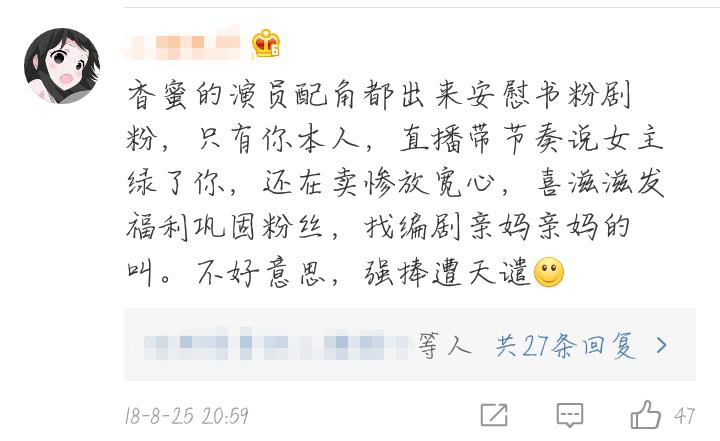 香蜜的演员配角都出来安慰书粉剧
粉，只有你本人，直播带节奏说女主
绿了你，还在卖惨放宽心，喜滋滋发
福利巩固粉丝，找编剧亲妈亲妈的
叫。不好意思，强捧遭天谴
等人 共27条回复 >
18-8-25 20:59
47